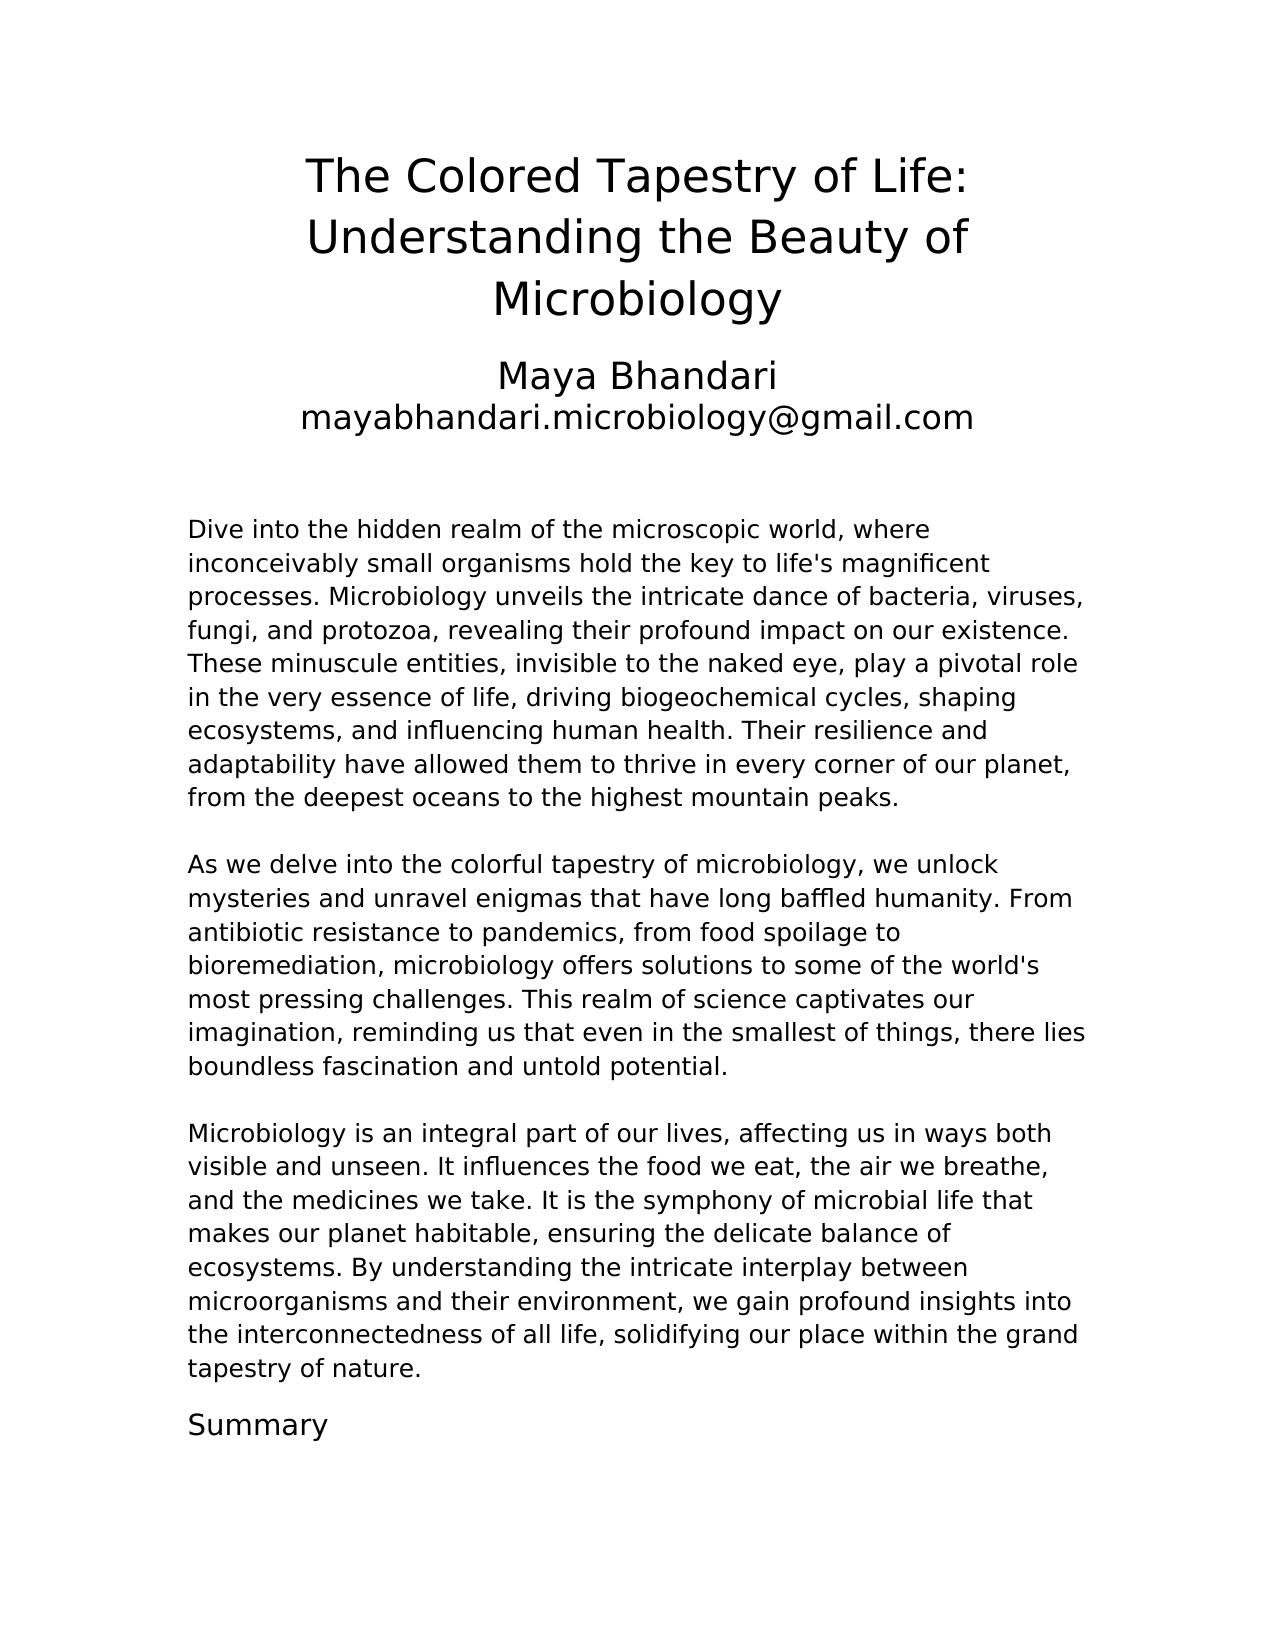 The Colored Tapestry of Life:
Understanding the Beauty of
Microbiology
Maya Bhandari
mayabhandari.microbiology@gmail.com
Dive into the hidden realm of the microscopic world, where
inconceivably small organisms hold the key to life's magnificent
processes. Microbiology unveils the intricate dance of bacteria, viruses,
fungi, and protozoa, revealing their profound impact on our existence.
These minuscule entities, invisible to the naked eye, play a pivotal role
in the very essence of life, driving biogeochemical cycles, shaping
ecosystems, and influencing human health. Their resilience and
adaptability have allowed them to thrive in every corner of our planet,
from the deepest oceans to the highest mountain peaks.
As we delve into the colorful tapestry of microbiology, we unlock
mysteries and unravel enigmas that have long baffled humanity. From
antibiotic resistance to pandemics, from food spoilage to
bioremediation, microbiology offers solutions to some of the world's
most pressing challenges. This realm of science captivates our
imagination, reminding us that even in the smallest of things, there lies
boundless fascination and untold potential.
Microbiology is an integral part of our lives, affecting us in ways both
visible and unseen. It influences the food we eat, the air we breathe,
and the medicines we take. It is the symphony of microbial life that
makes our planet habitable, ensuring the delicate balance of
ecosystems. By understanding the intricate interplay between
microorganisms and their environment, we gain profound insights into
the interconnectedness of all life, solidifying our place within the grand
tapestry of nature.
Summary